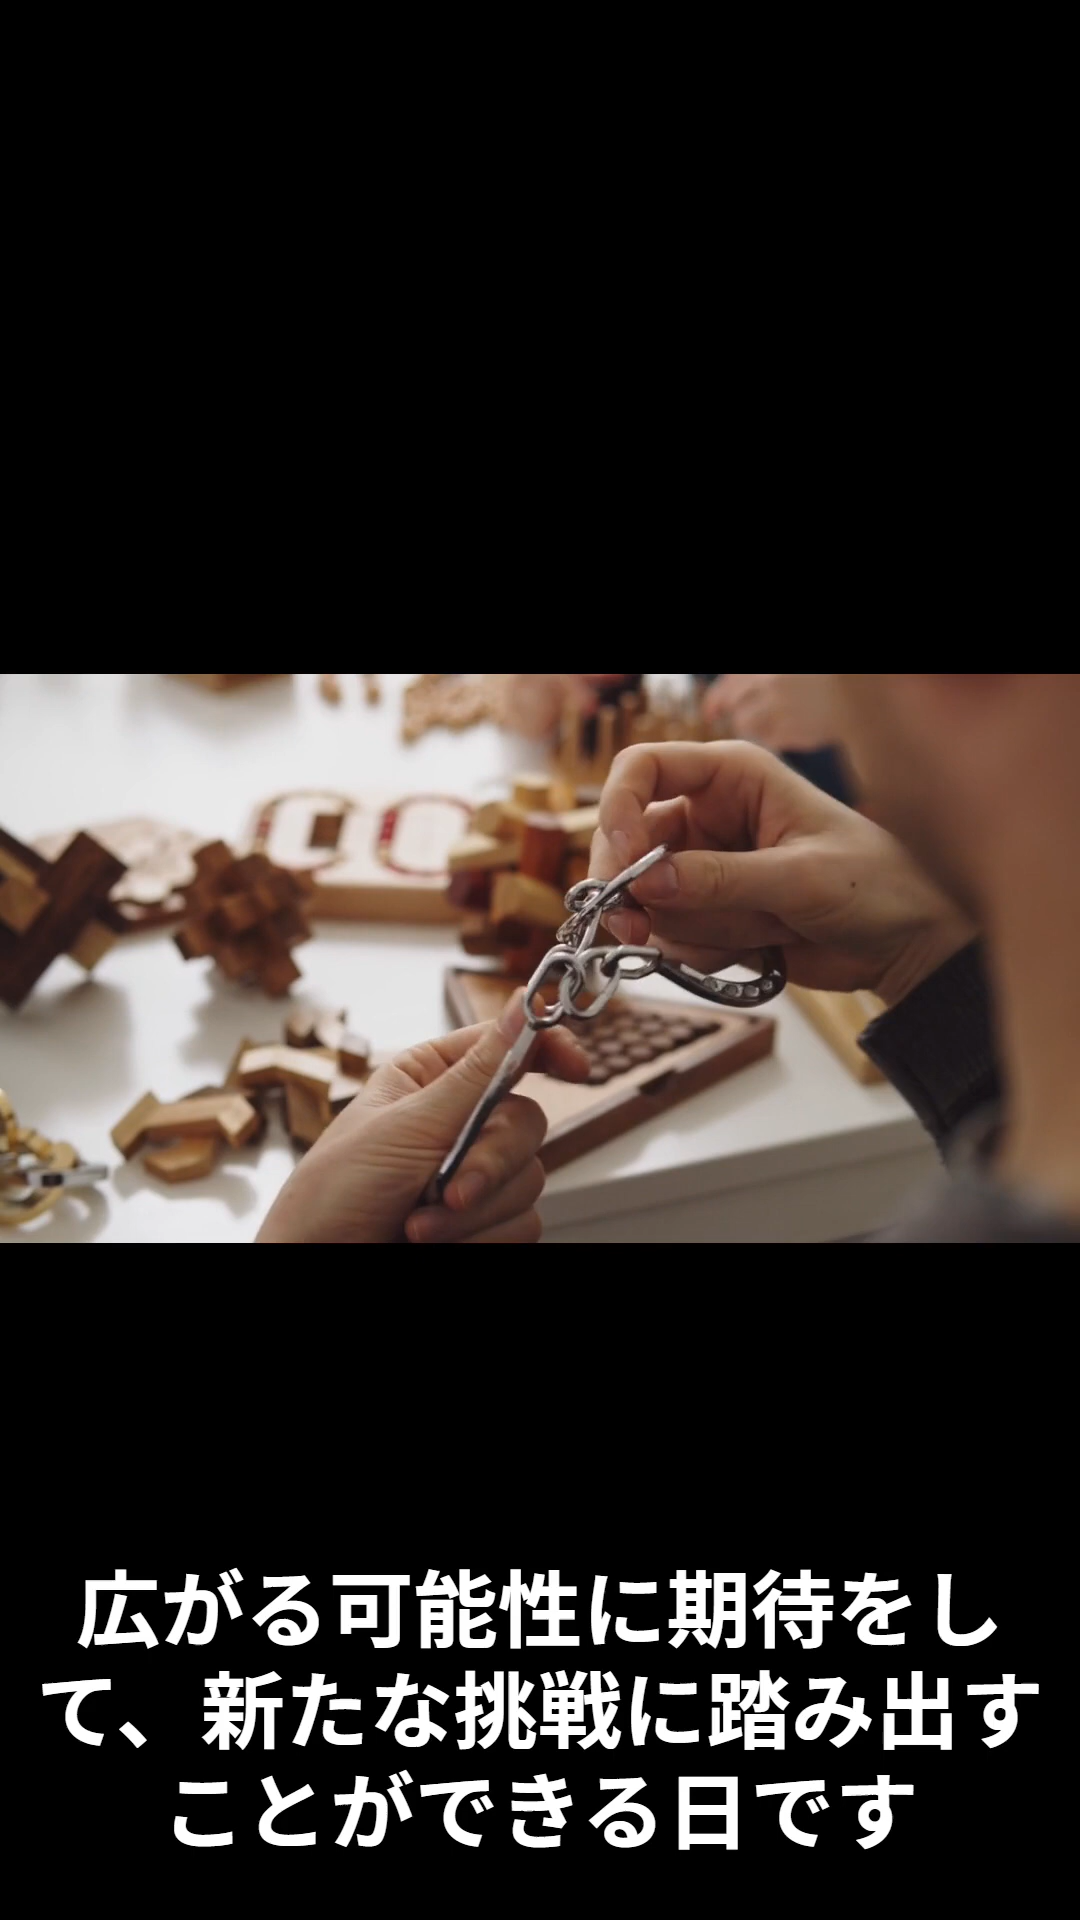 広がる可能性に期待をし
て、新たな挑戦に踏み出す
ことができる日です